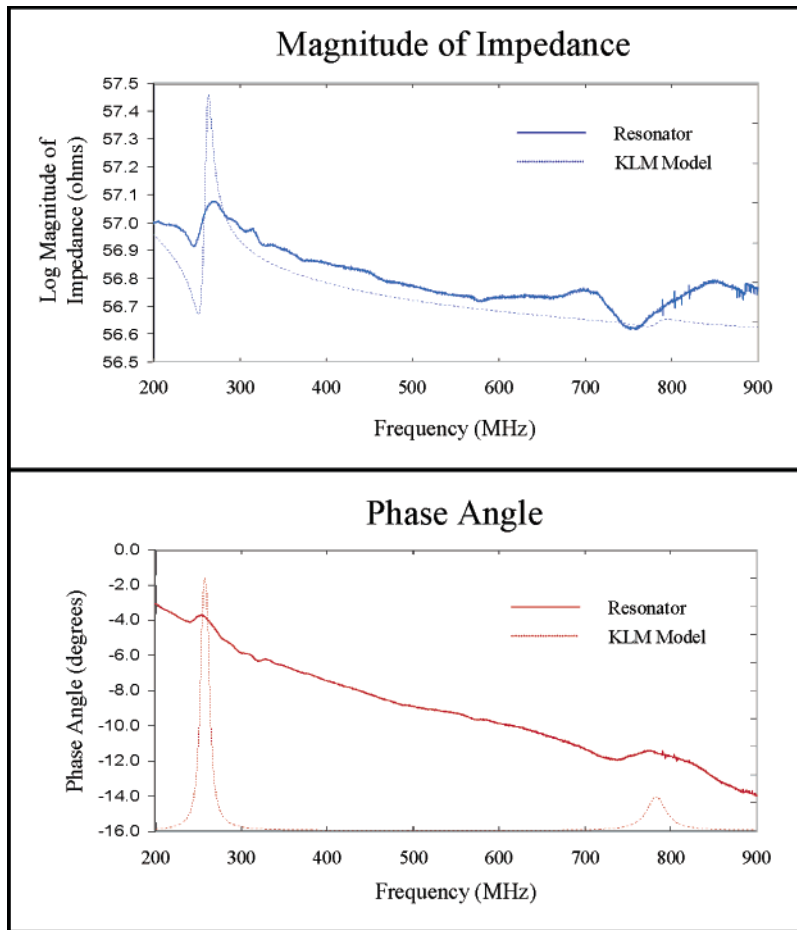 Magnitude of Impedance
Log Magnitude of
Impedance (ohms)
57.5
57.4
57.3
57.2
57.1
57.0
56.9
56.8
56.7
56.6
56.5
Resonator
KLM Model
200 300 400 500 600 700 800 900
Frequency (MHz)
Phase Angle
Phase Angle (degrees)
0.0
-2.0
-4.0
-6.0
-8.0
-10.0
-12.0
-14.0
-16.0
Resonator
KLM Model
200 300 400 500 600 700 800 900
Frequency (MHz)